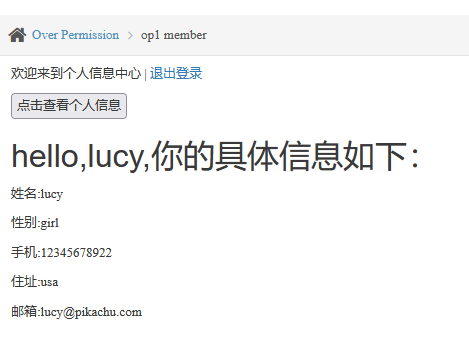 Over Permission > op1 member
欢迎来到个人信息中心 | 退出登录
点击查看个人信息
hello,lucy,你的具体信息如下：
姓名:lucy
性别:girl
手机:12345678922
住址:usa
邮箱:lucy@pikachu.com